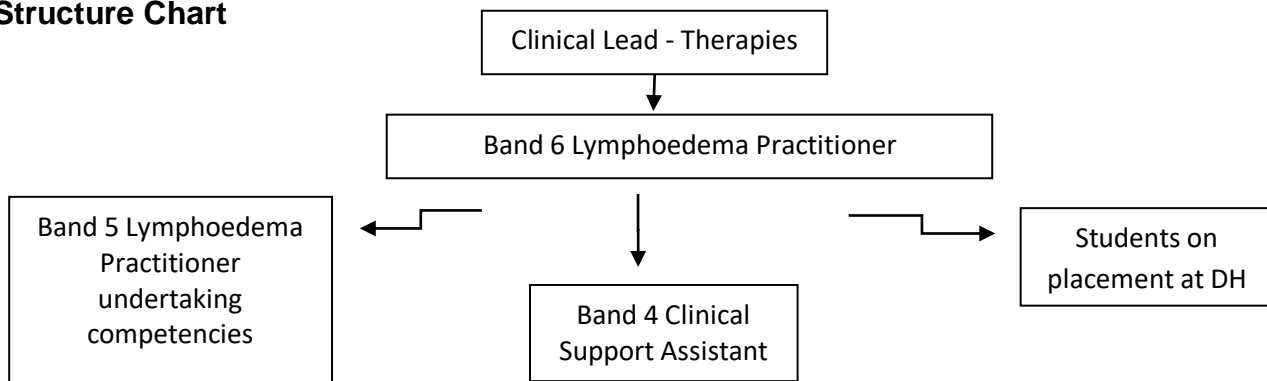 Structure Chart
Clinical Lead - Therapies
Band 6 Lymphoedema Practitioner
Band 5 Lymphoedema
Practitioner
undertaking
competencies
Band 4 Clinical
Support Assistant
Students on
placement at DH